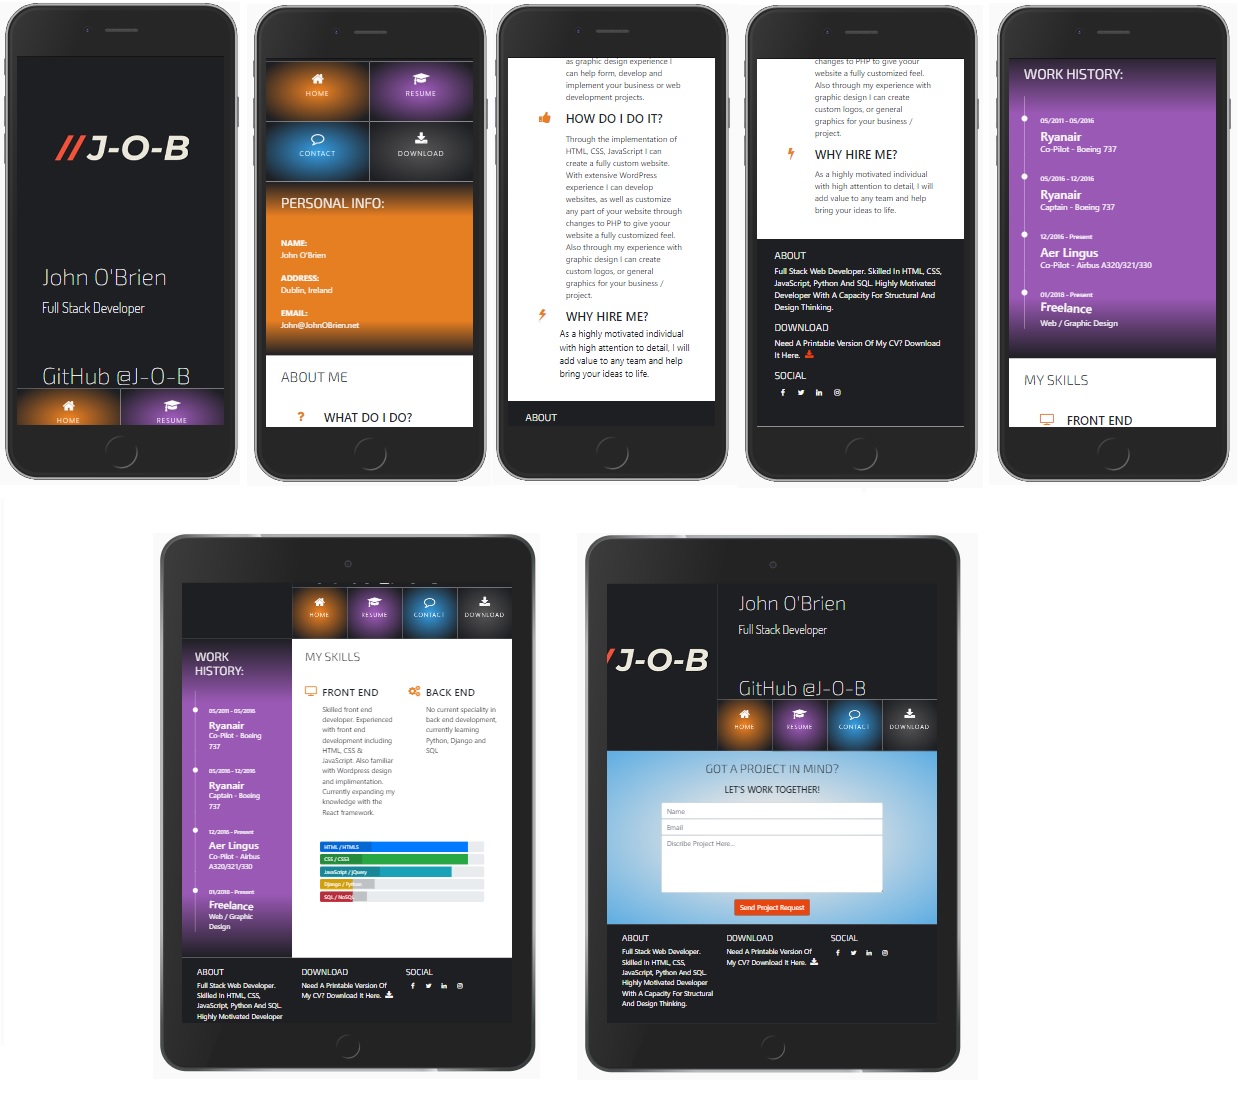 //J-O-B
John O'Brien
Full Stack Developer
GitHub @J-O-B
HOME
RESUME
HOME
RESUME
CONTACT
DOWNLOAD
PERSONAL INFO:
NAME:
John O'Brien
ADDRESS:
Dublin, Ireland
EMAIL:
John@JohnOBrien.net
ABOUT ME
WHAT DO I DO?
as graphic design experience I
can help form, develop and
implement your business or web
development projects.
HOW DO I DO IT?
Through the implementation of
HTML, CSS, JavaScript I can
create a fully custom website.
With extensive WordPress
experience I can develop
websites, as well as customize
any part of your website through
changes to PHP to give yoour
website a fully customized feel.
Also through my experience with
graphic design I can create
custom logos, or general
graphics for your business /
project.
WHY HIRE ME?
As a highly motivated individual
with high attention to detail, I will
add value to any team and help
bring your ideas to life.
ABOUT
changes to PHP to give yoour
website a fully customized feel.
Also through my experience with
graphic design I can create
custom logos, or general
graphics for your business /
project.
WHY HIRE ME?
As a highly motivated individual
with high attention to detail, I will
add value to any team and help
bring your ideas to life.
ABOUT
Full Stack Web Developer. Skilled In HTML, CSS,
JavaScript, Python And SQL. Highly Motivated
Developer With A Capacity For Structural And
Design Thinking.
DOWNLOAD
Need A Printable Version Of My CV? Download
It Here.
SOCIAL
WORK HISTORY:
05/2011 - 05/2016
Ryanair
Co-Pilot - Boeing 737
05/2016 - 12/2016
Ryanair
Captain - Boeing 737
12/2016 - Present
Aer Lingus
Co-Pilot - Airbus A320/321/330
01/2018 - Present
Freelance
Web / Graphic Design
MY SKILLS
FRONT END
HOME
RESUME
CONTACT
DOWNLOAD
WORK
HISTORY:
05/2011 - 05/2016
Ryanair
Co-Pilot - Boeing
737
05/2016 - 12/2016
Ryanair
Captain - Boeing
737
12/2016 - Present
Aer Lingus
Co-Pilot - Airbus
A320/321/330
01/2018 - Present
Freelance
Web / Graphic
Design
MY SKILLS
FRONT END
Skilled front end
developer. Experienced
with front end
development including
HTML, CSS &
JavaScript. Also familiar
with Wordpress design
and implimentation.
Currently expanding my
knowledge with the
React framework.
BACK END
No current speciality in
back end development,
currently learning
Python, Django and
SQL
HTML / HTML5
CSS / CSS3
JavaScript / jQuery
Django / Python
SQL / NoSQL
ABOUT
Full Stack Web Developer.
Skilled In HTML, CSS,
JavaScript, Python And SQL.
Highly Motivated Developer
DOWNLOAD
Need A Printable Version Of
My CV? Download It Here.
SOCIAL
/J-O-B
John O'Brien
Full Stack Developer
GitHub @J-O-B
HOME
RESUME
CONTACT
DOWNLOAD
GOT A PROJECT IN MIND?
LET'S WORK TOGETHER!
Name
Email
Discribe Project Here...
Send Project Request
ABOUT
Full Stack Web Developer.
Skilled In HTML, CSS,
JavaScript, Python And SQL.
Highly Motivated Developer
With A Capacity For Structural
And Design Thinking.
DOWNLOAD
Need A Printable Version Of
My CV? Download It Here.
SOCIAL